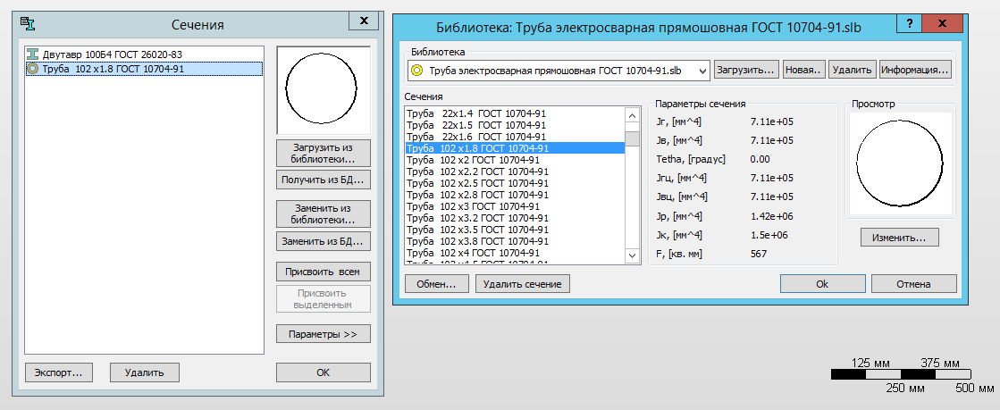 Сечения
x
Двутавр 100Б4 ГОСТ 26020-83
Труба 102 x1.8 ГОСТ 10704-91
Загрузить из
библиотеки...
Получить из БД...
Заменить из
библиотеки...
Заменить из БД...
Присвоить всем
Присвоить
выделенным
Параметры >>
Экспорт...
Удалить
OK
Библиотека: Труба электросварная прямошовная ГОСТ 10704-91.slb
?
x
Библиотека
Труба электросварная прямошовная ГОСТ 10704-91.slb
Загрузить...
Новая..
Удалить
Информация...
Сечения
Труба 22x1.4 ГОСТ 10704-91
Труба 22x1.5 ГОСТ 10704-91
Труба 22x1.6 ГОСТ 10704-91
Труба 102 x1.8 ГОСТ 10704-91
Труба 102 x2 ГОСТ 10704-91
Труба 102 x2.2 ГОСТ 10704-91
Труба 102 x2.5 ГОСТ 10704-91
Труба 102 x2.8 ГОСТ 10704-91
Труба 102 x3 ГОСТ 10704-91
Труба 102 x3.2 ГОСТ 10704-91
Труба 102 x3.5 ГОСТ 10704-91
Труба 102 x3.8 ГОСТ 10704-91
Труба 102 x4 ГОСТ 10704-91
Параметры сечения
Jг, [мм^4] 7.11e+05
Jв, [мм^4] 7.11e+05
Tetha, [градус] 0.00
Jгц, [мм^4] 7.11e+05
Jвц, [мм^4] 7.11e+05
Jр, [мм^4] 1.42e+06
Jк, [мм^4] 1.5e+06
F, [кв. мм] 567
Просмотр
Изменить...
Обмен...
Удалить сечение
Ok
Отмена
125 мм 375 мм
250 мм 500 мм